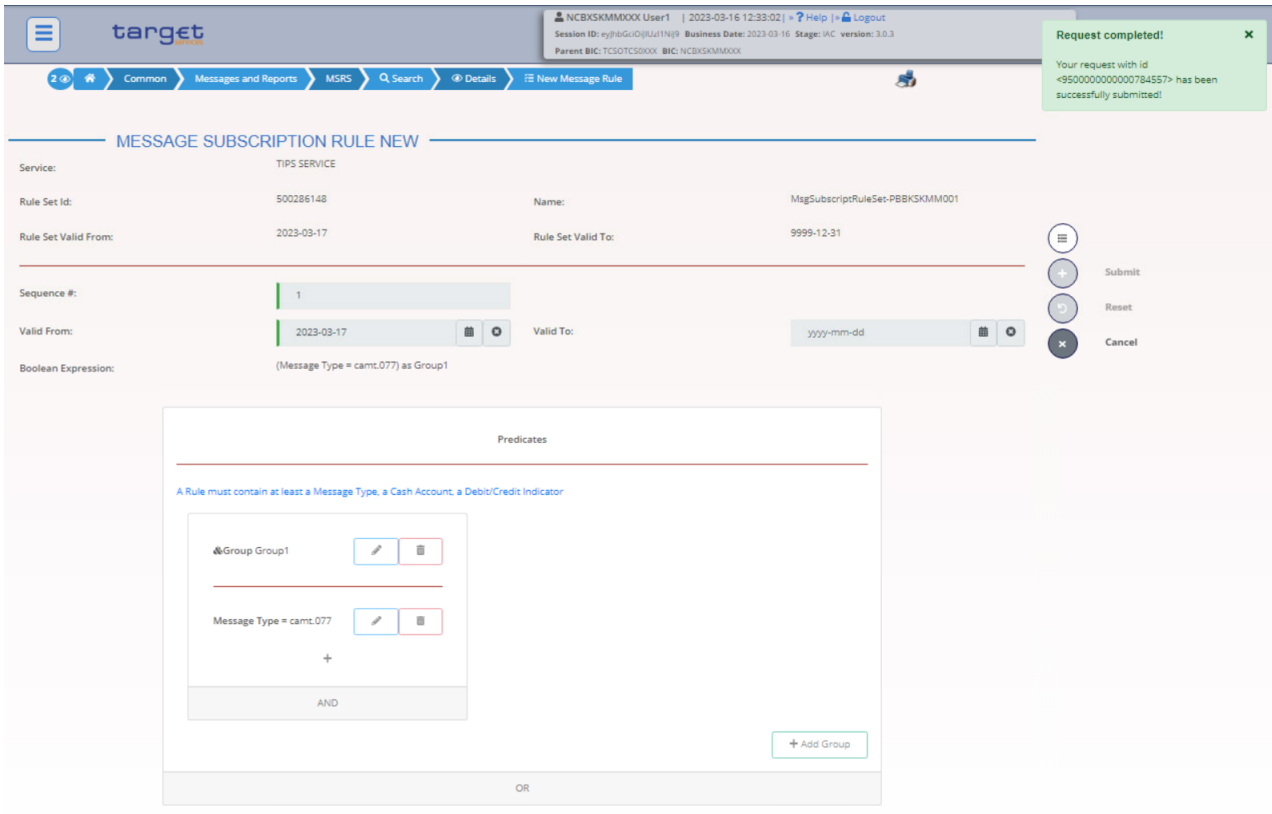 target
services
NCBXSKMMXXX User1 | 2023-03-16 12:33:02 | » ? Help |» Logout
Business Date: 2023-03-16 Stage: IAC version: 3.0.3
Parent BIC: TCSOTCS0XXX BIC: NCBXSKMMXXX
Request completed! ×
Your request with id
<9500000000000784557> has been
successfully submitted!
2 Common Messages and Reports MSRS Search Details New Message Rule
MESSAGE SUBSCRIPTION RULE NEW
Service: TIPS SERVICE
Rule Set Id: 500286148 Name: MsgSubscriptRuleSet-PBBKSKMM001
Rule Set Valid From: 2023-03-17 Rule Set Valid To: 9999-12-31
Submit
Sequence #: 1
Reset
Valid From: 2023-03-17 Valid To: yyyy-mm-dd
Cancel
Boolean Expression: (Message Type = camt.077) as Group1
Predicates
A Rule must contain at least a Message Type, a Cash Account, a Debit/Credit Indicator
&Group Group1
Message Type = camt.077
+
AND
+ Add Group
OR